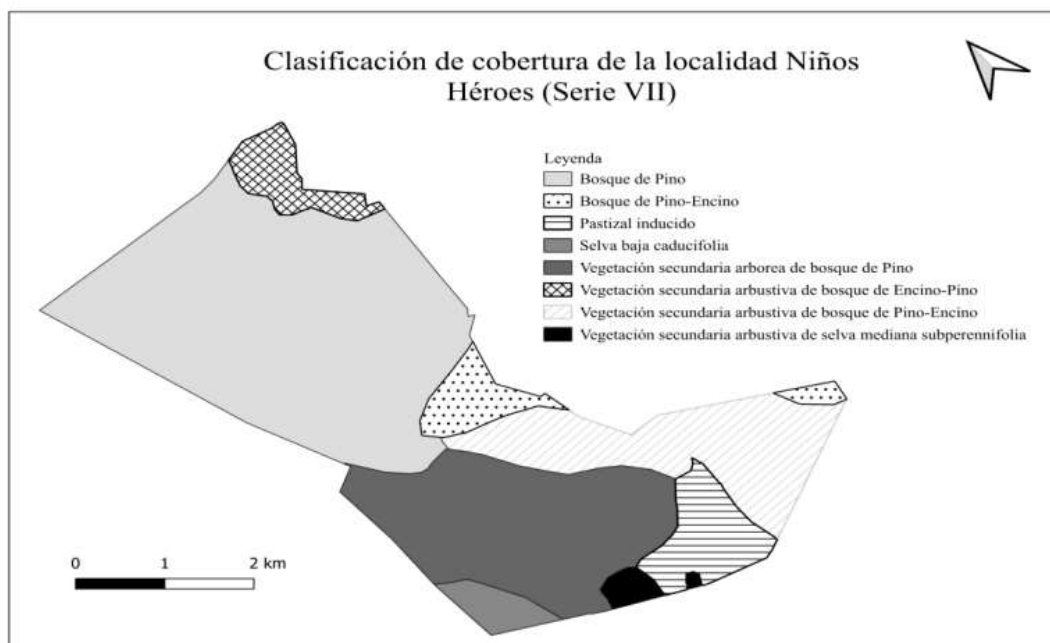 Clasificación de cobertura de la localidad Niños
Héroes (Serie VII)
Leyenda
Bosque de Pino
Bosque de Pino-Encino
Pastizal inducido
Selva baja caducifolia
Vegetación secundaria arborea de bosque de Pino
Vegetación secundaria arbustiva de bosque de Encino-Pino
Vegetación secundaria arbustiva de bosque de Pino-Encino
Vegetación secundaria arbustiva de selva mediana subperennifolia
0 1 2 km